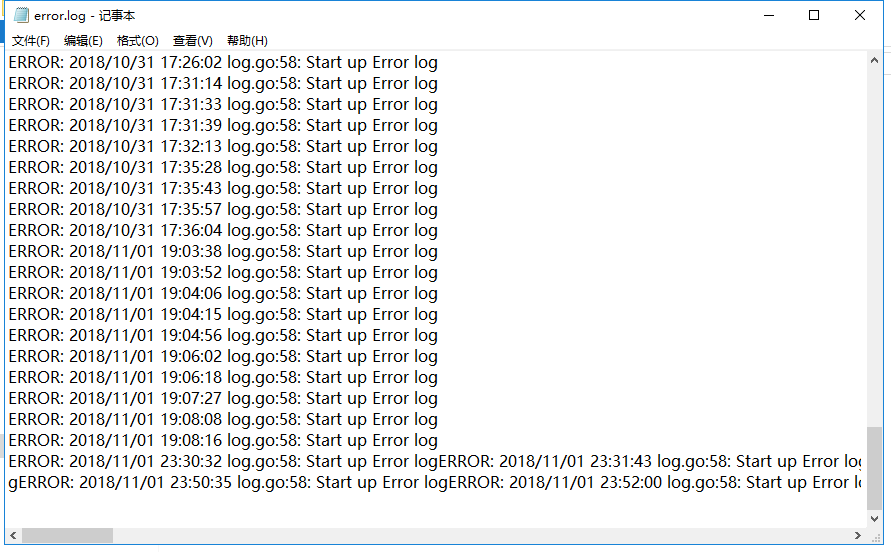 error.log - 记事本
文件(F) 编辑(E) 格式(O) 查看(V) 帮助(H)
ERROR: 2018/10/31 17:26:02 log.go:58: Start up Error log
ERROR: 2018/10/31 17:31:14 log.go:58: Start up Error log
ERROR: 2018/10/31 17:31:33 log.go:58: Start up Error log
ERROR: 2018/10/31 17:31:39 log.go:58: Start up Error log
ERROR: 2018/10/31 17:32:13 log.go:58: Start up Error log
ERROR: 2018/10/31 17:35:28 log.go:58: Start up Error log
ERROR: 2018/10/31 17:35:43 log.go:58: Start up Error log
ERROR: 2018/10/31 17:35:57 log.go:58: Start up Error log
ERROR: 2018/10/31 17:36:04 log.go:58: Start up Error log
ERROR: 2018/11/01 19:03:38 log.go:58: Start up Error log
ERROR: 2018/11/01 19:03:52 log.go:58: Start up Error log
ERROR: 2018/11/01 19:04:06 log.go:58: Start up Error log
ERROR: 2018/11/01 19:04:15 log.go:58: Start up Error log
ERROR: 2018/11/01 19:04:56 log.go:58: Start up Error log
ERROR: 2018/11/01 19:06:02 log.go:58: Start up Error log
ERROR: 2018/11/01 19:06:18 log.go:58: Start up Error log
ERROR: 2018/11/01 19:07:27 log.go:58: Start up Error log
ERROR: 2018/11/01 19:08:08 log.go:58: Start up Error log
ERROR: 2018/11/01 19:08:16 log.go:58: Start up Error log
ERROR: 2018/11/01 23:30:32 log.go:58: Start up Error logERROR: 2018/11/01 23:31:43 log.go:58: Start up Error log
gERROR: 2018/11/01 23:50:35 log.go:58: Start up Error logERROR: 2018/11/01 23:52:00 log.go:58: Start up Error lo